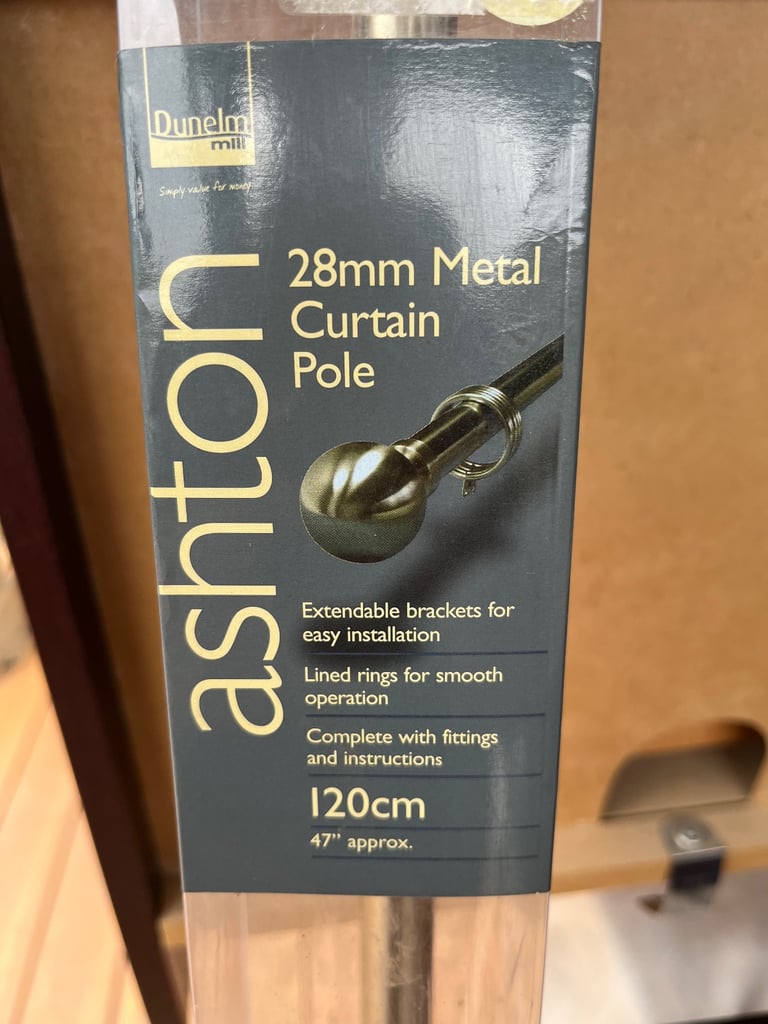 Dunelm
mill
Simply value for money
ashton
28mm Metal
Curtain
Pole
Extendable brackets for
easy installation
Lined rings for smooth
operation
Complete with fittings
and instructions
120cm
47” approx.